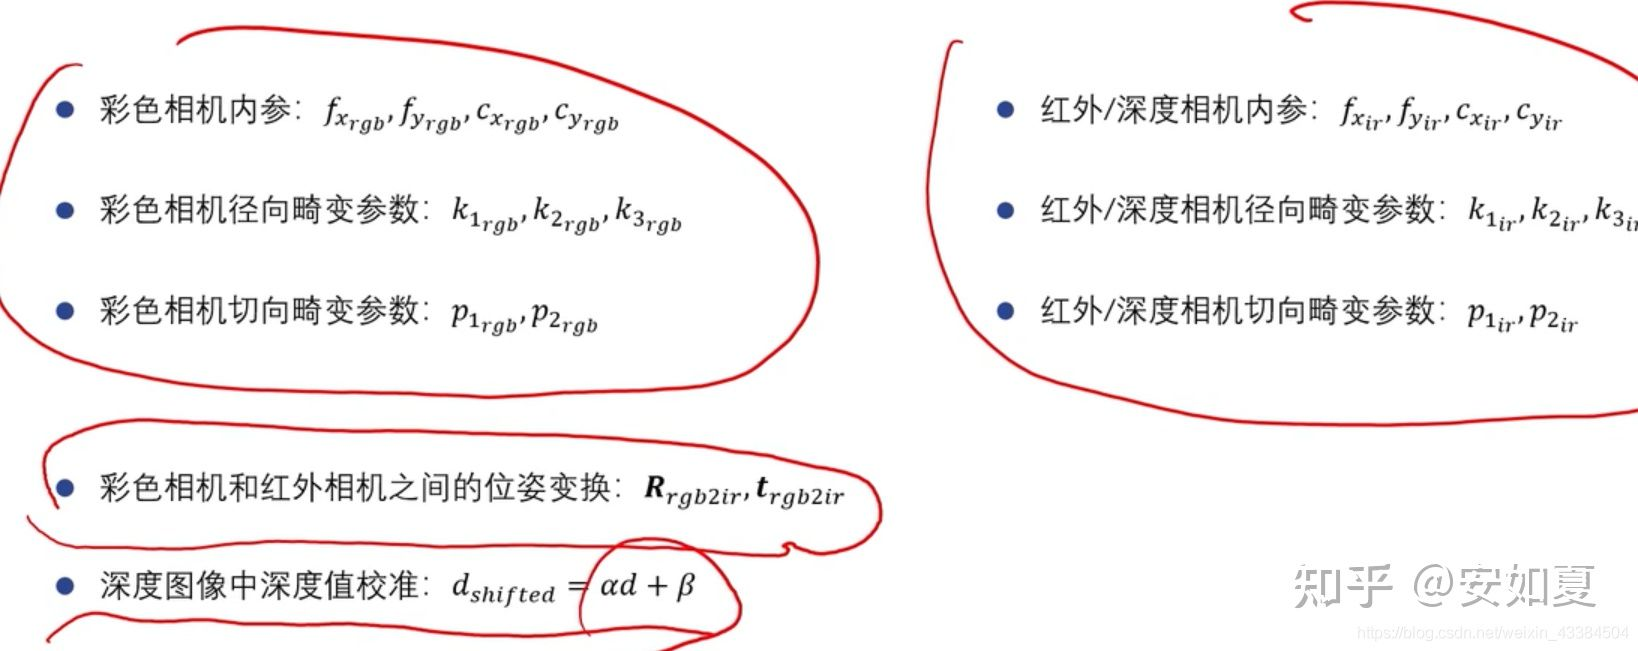 彩色相机内参：f_{x_{rgb}}, f_{y_{rgb}}, c_{x_{rgb}}, c_{y_{rgb}}
彩色相机径向畸变参数：k_{1_{rgb}}, k_{2_{rgb}}, k_{3_{rgb}}
彩色相机切向畸变参数：p_{1_{rgb}}, p_{2_{rgb}}
红外/深度相机内参：f_{x_{ir}}, f_{y_{ir}}, c_{x_{ir}}, c_{y_{ir}}
红外/深度相机径向畸变参数：k_{1_{ir}}, k_{2_{ir}}, k_{3_{ir}}
红外/深度相机切向畸变参数：p_{1_{ir}}, p_{2_{ir}}
彩色相机和红外相机之间的位姿变换：R_{rgb2ir}, t_{rgb2ir}
深度图像中深度值校准：d_{shifted} = αd + β
知乎 @安如夏
https://blog.csdn.net/weixin_43384504